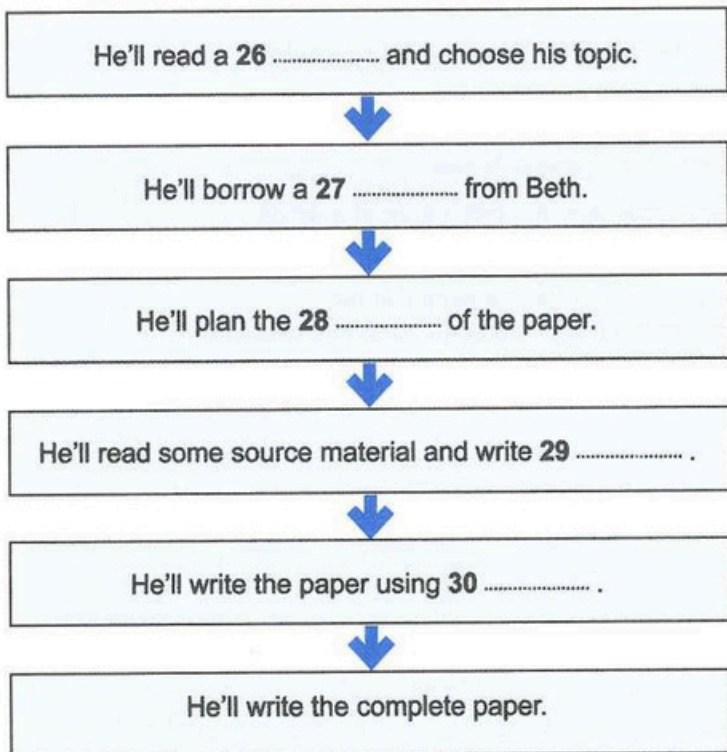 He'll read a 26 .................... and choose his topic.
He'll borrow a 27 .................... from Beth.
He'll plan the 28 .................... of the paper.
He'll read some source material and write 29 .................... .
He'll write the paper using 30 .................... .
He'll write the complete paper.